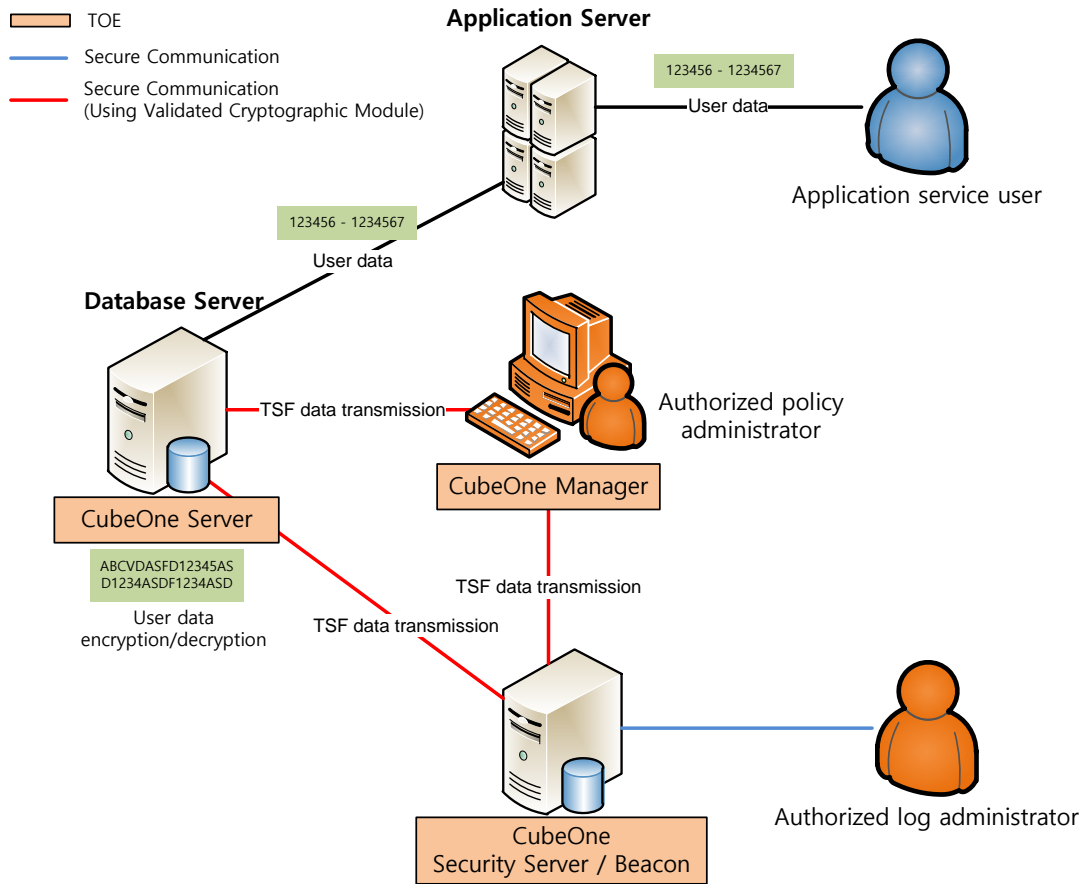 TOE
Secure Communication
Secure Communication
(Using Validated Cryptographic Module)
Application Server
123456 - 1234567
User data
Application service user
123456 - 1234567
User data
Database Server
TSF data transmission
Authorized policy
administrator
CubeOne Manager
CubeOne Server
ABCVDASFD12345AS
D1234ASDF1234ASD
User data
encryption/decryption
TSF data transmission
TSF data transmission
Authorized log administrator
CubeOne
Security Server / Beacon